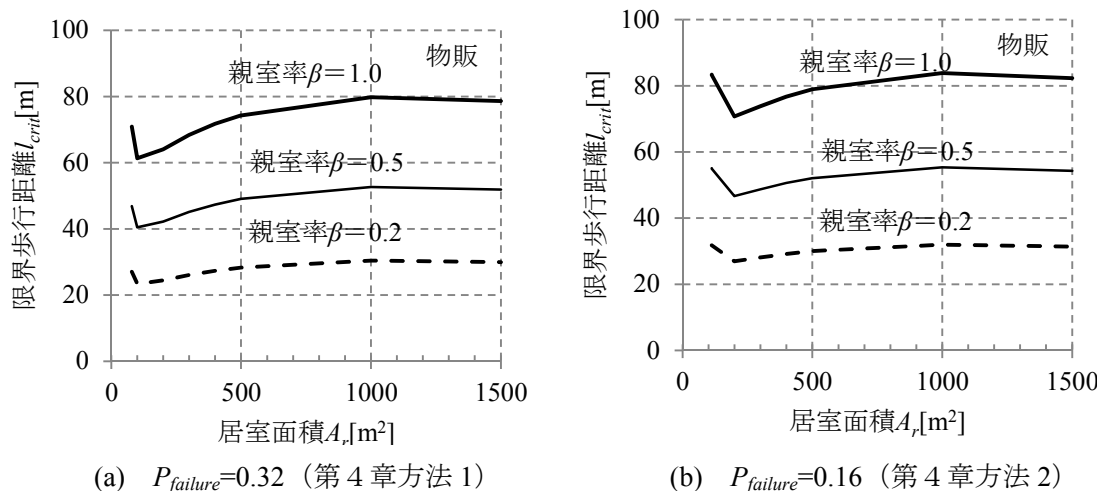 100
80
60
40
20
0
0
500
1000
1500
限界歩行距離lcrit[m]
居室面積Ar[m2]
物販
親室率β=1.0
親室率β=0.5
親室率β=0.2
(a) Pfailure=0.32（第 4 章方法 1）
100
80
60
40
20
0
0
500
1000
1500
限界歩行距離lcrit[m]
居室面積Ar[m2]
物販
親室率β=1.0
親室率β=0.5
親室率β=0.2
(b) Pfailure=0.16（第 4 章方法 2）